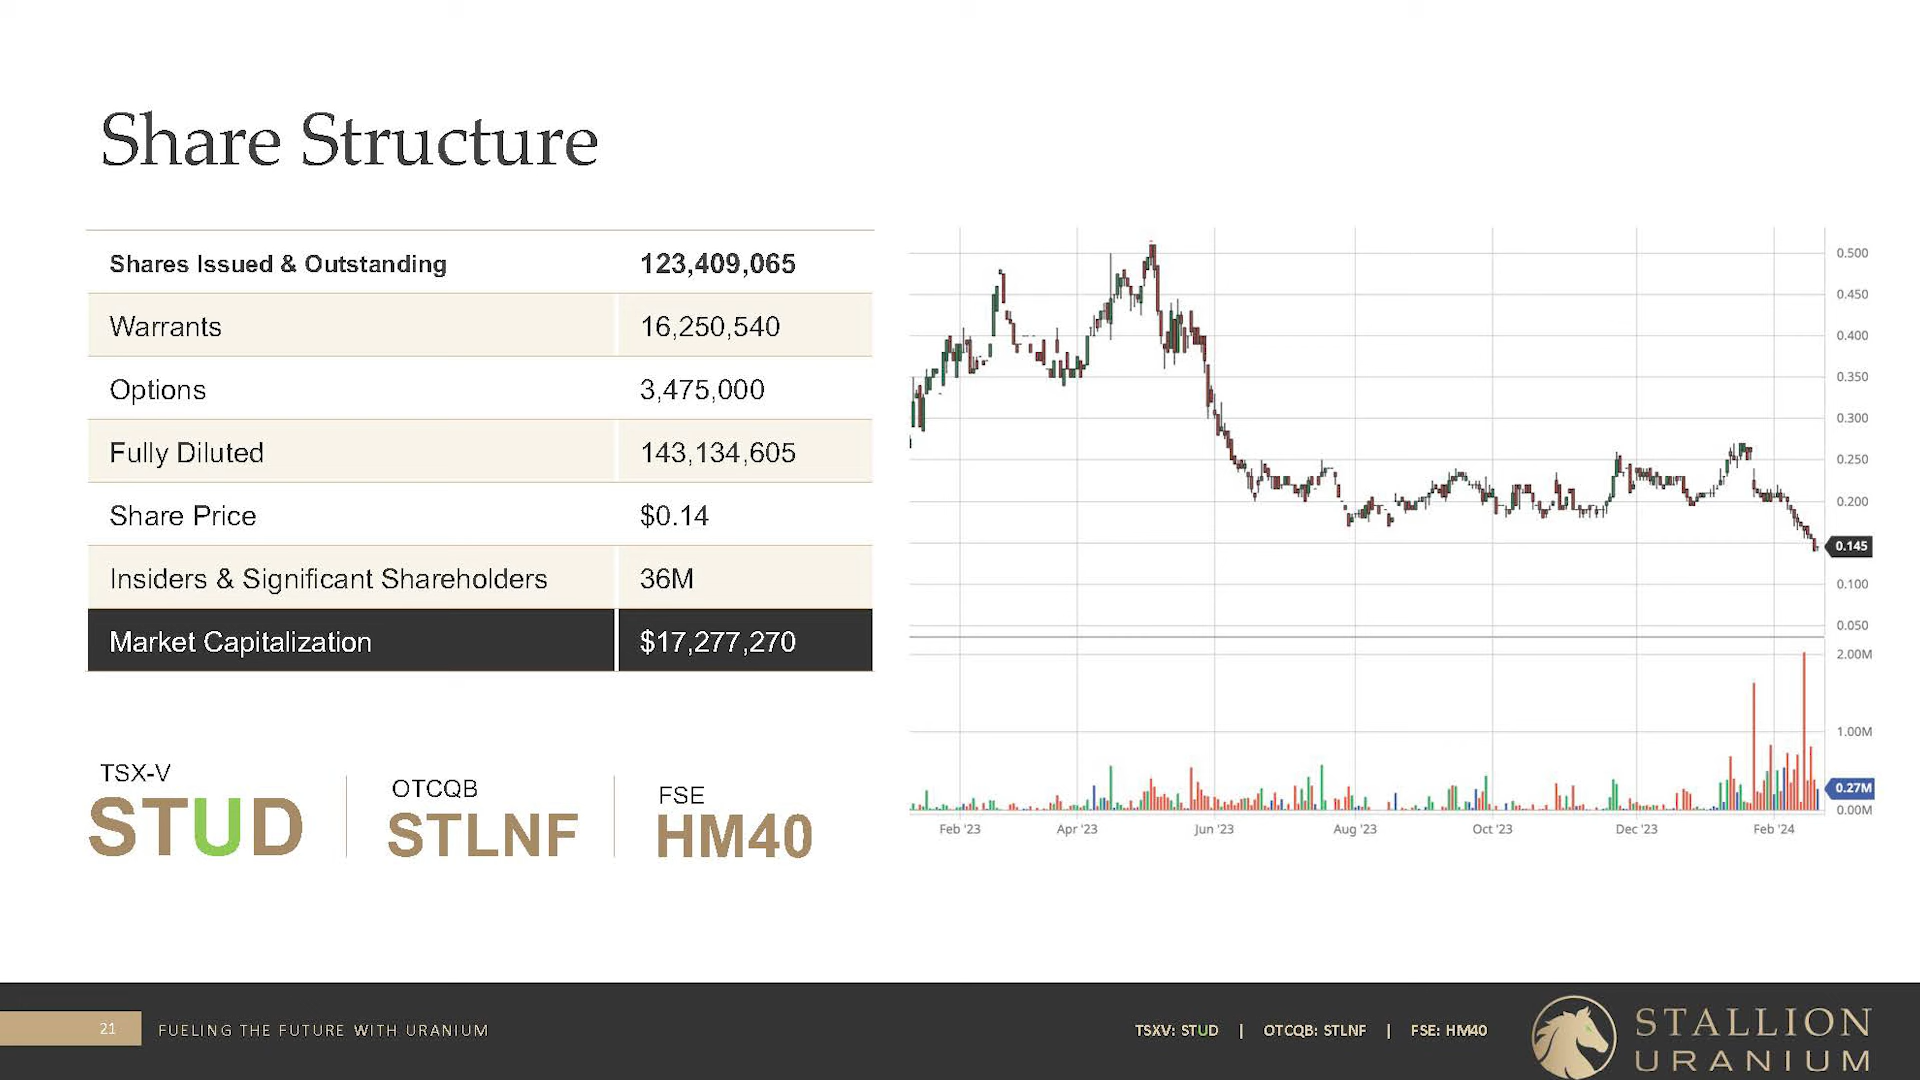 Share Structure
Shares Issued & Outstanding 123,409,065
Warrants 16,250,540
Options 3,475,000
Fully Diluted 143,134,605
Share Price $0.14
Insiders & Significant Shareholders 36M
Market Capitalization $17,277,270
TSX-V
STUD
OTCQB
STLNF
FSE
HM40
0.500
0.450
0.400
0.350
0.300
0.250
0.200
0.145
0.100
0.050
2.00M
1.00M
0.27M
0.00M
Feb '23 Apr '23 Jun '23 Aug '23 Oct '23 Dec '23 Feb '24
21 FUELING THE FUTURE WITH URANIUM
TSXV: STUD | OTCQB: STLNF | FSE: HM40
STALLION
URANIUM